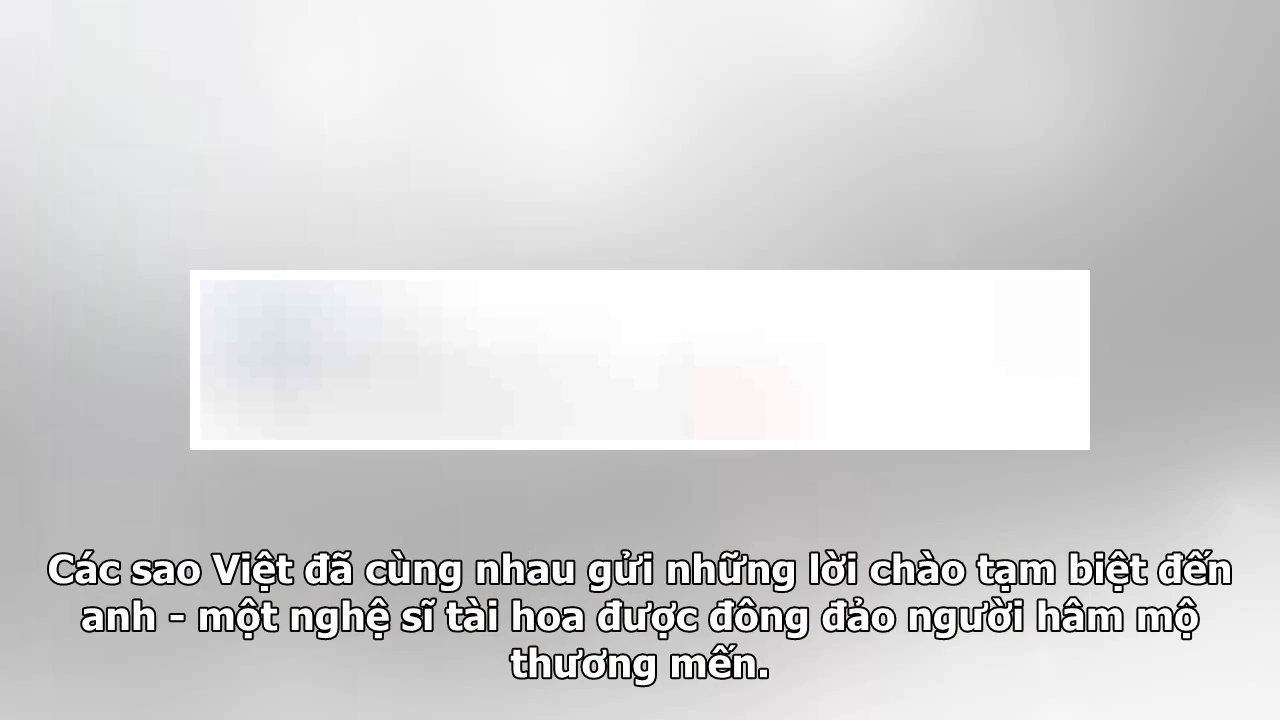 Các sao Việt đã cùng nhau gửi những lời chào tạm biệt đến
anh - một nghệ sĩ tài hoa được đông đảo người hâm mộ
thương mến.